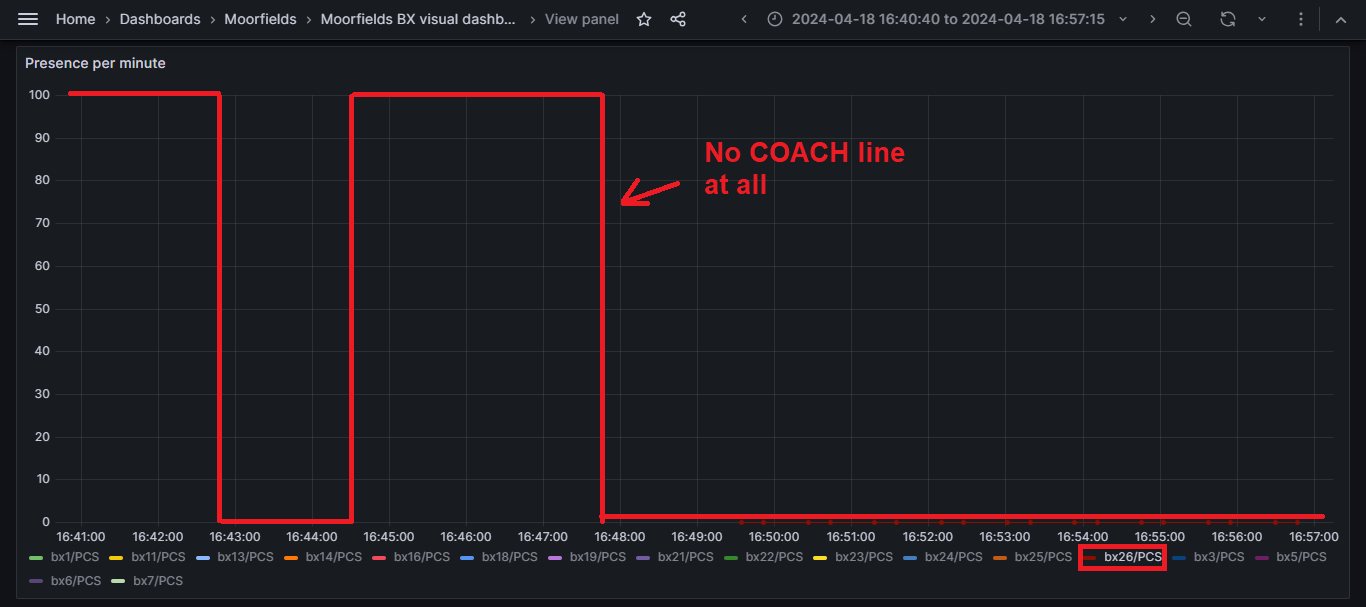 Home › Dashboards › Moorfields › Moorfields BX visual dashb... › View panel 2024-04-18 16:40:40 to 2024-04-18 16:57:15
Presence per minute
100
90
80
70
60
50
40
30
20
10
0
No COACH line
at all
16:41:00 16:42:00 16:43:00 16:44:00 16:45:00 16:46:00 16:47:00 16:48:00 16:49:00 16:50:00 16:51:00 16:52:00 16:53:00 16:54:00 16:55:00 16:56:00 16:57:00
bx1/PCS bx11/PCS bx13/PCS bx14/PCS bx16/PCS bx18/PCS bx19/PCS bx21/PCS bx22/PCS bx23/PCS bx24/PCS bx25/PCS bx26/PCS bx3/PCS bx5/PCS
bx6/PCS bx7/PCS